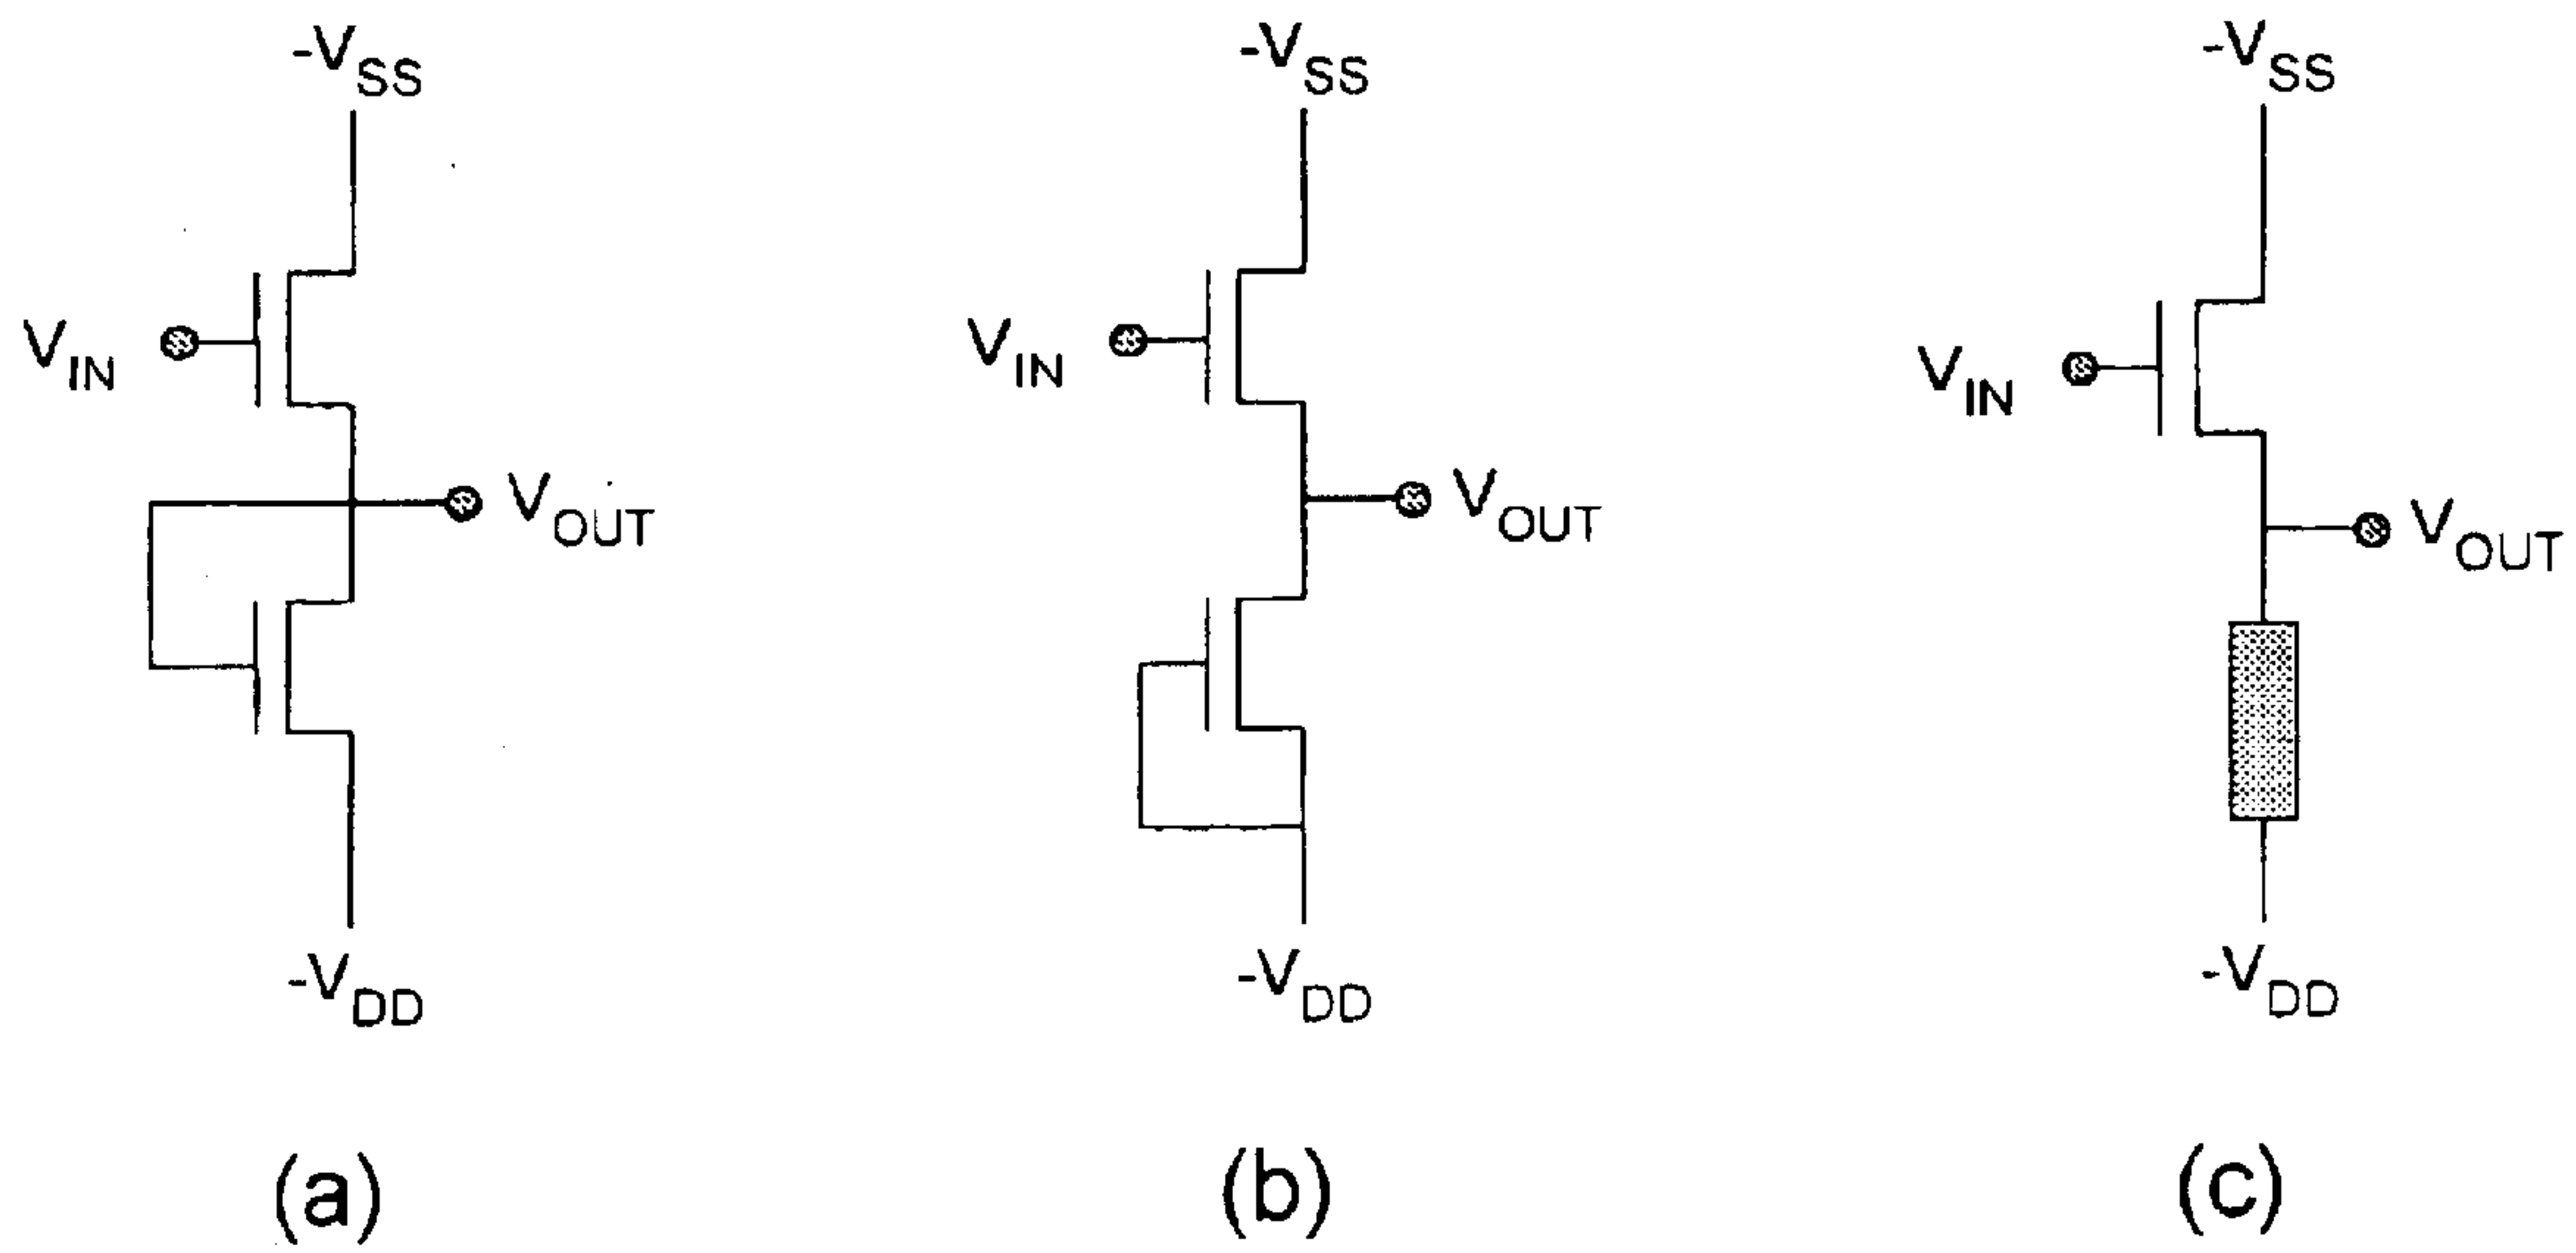 -VSS -VSS -VSS
VIN VIN VIN
VOUT VOUT VOUT
-VDD -VDD -VDD
(a) (b) (c)